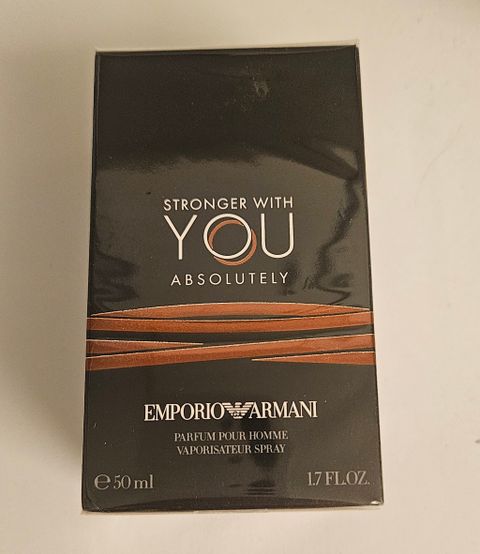 STRONGER WITH
YOU
ABSOLUTELY
EMPORIO ARMANI
PARFUM POUR HOMME
VAPORISATEUR SPRAY
℮ 50 ml 1.7 FL.OZ.